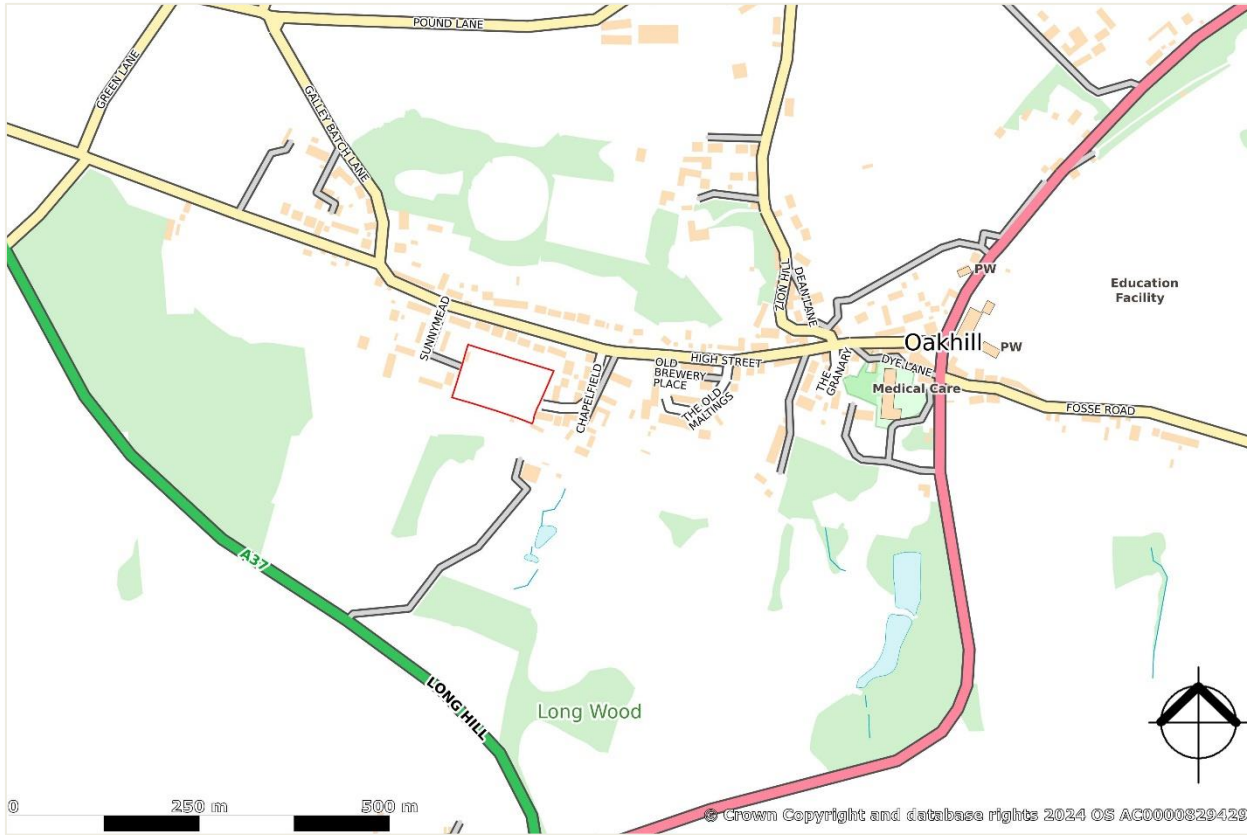 POUND LANE
GREEN LANE
GALLEY BATCH LANE
ZION HILL
DEAN LANE
PW
Education
Facility
SUNNYMEAD
Oakhill
PW
HIGH STREET
OLD
BREWERY
PLACE
THE OLD
MALTINGS
THE
GRANARY
DYE LANE
Medical Care
CHAPELFIELD
FOSSE ROAD
A37
LONG HILL
Long Wood
0
250 m
500 m
© Crown Copyright and database rights 2024 OS AC0000829429